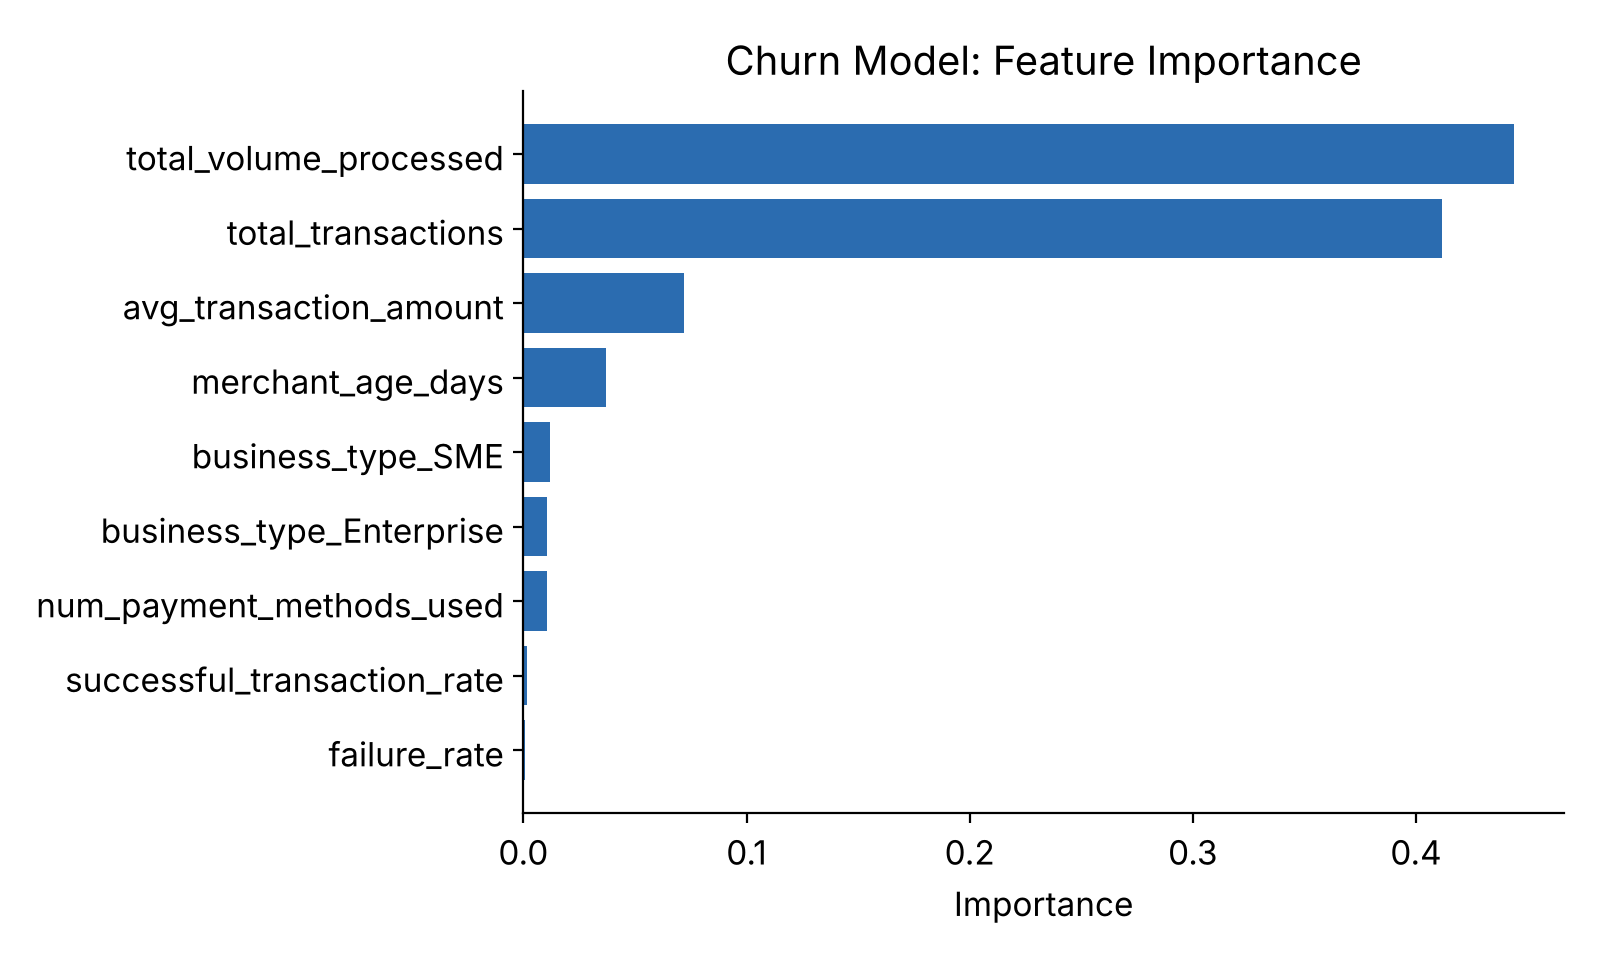 Churn Model: Feature Importance
total_volume_processed
total_transactions
avg_transaction_amount
merchant_age_days
business_type_SME
business_type_Enterprise
num_payment_methods_used
successful_transaction_rate
failure_rate
0.0 0.1 0.2 0.3 0.4
Importance